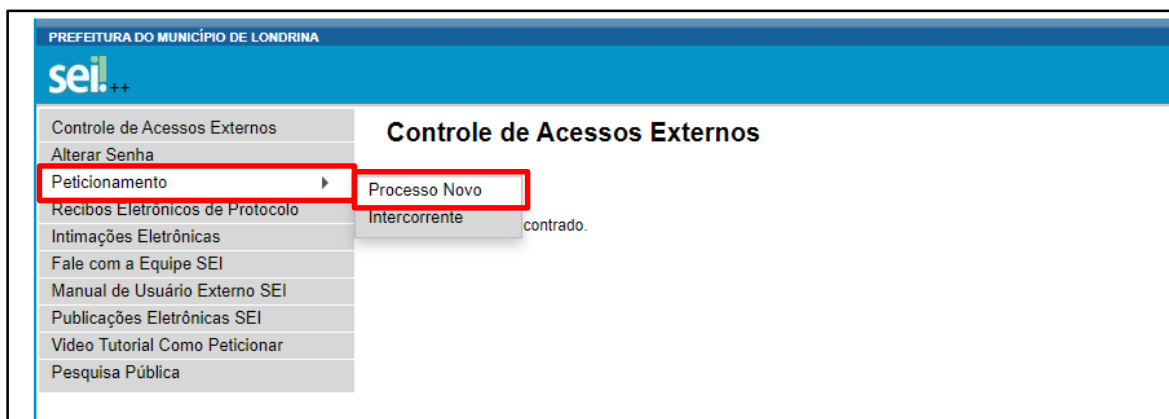 PREFEITURA DO MUNICÍPIO DE LONDRINA
sei!++
Controle de Acessos Externos
Alterar Senha
Peticionamento
Recibos Eletrônicos de Protocolo
Intimações Eletrônicas
Fale com a Equipe SEI
Manual de Usuário Externo SEI
Publicações Eletrônicas SEI
Video Tutorial Como Peticionar
Pesquisa Pública
Processo Novo
Intercorrente
Controle de Acessos Externos
contrado.